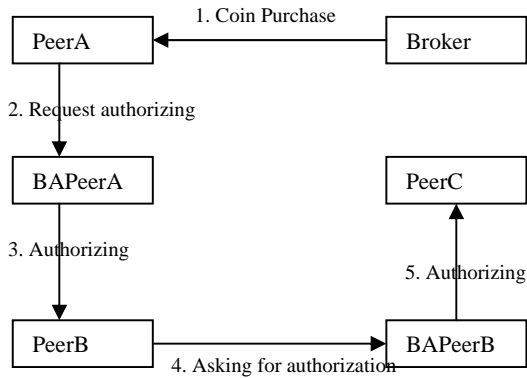 1. Coin Purchase
PeerA
Broker
2. Request authorizing
BAPeerA
PeerC
3. Authorizing
5. Authorizing
PeerB
BAPeerB
4. Asking for authorization